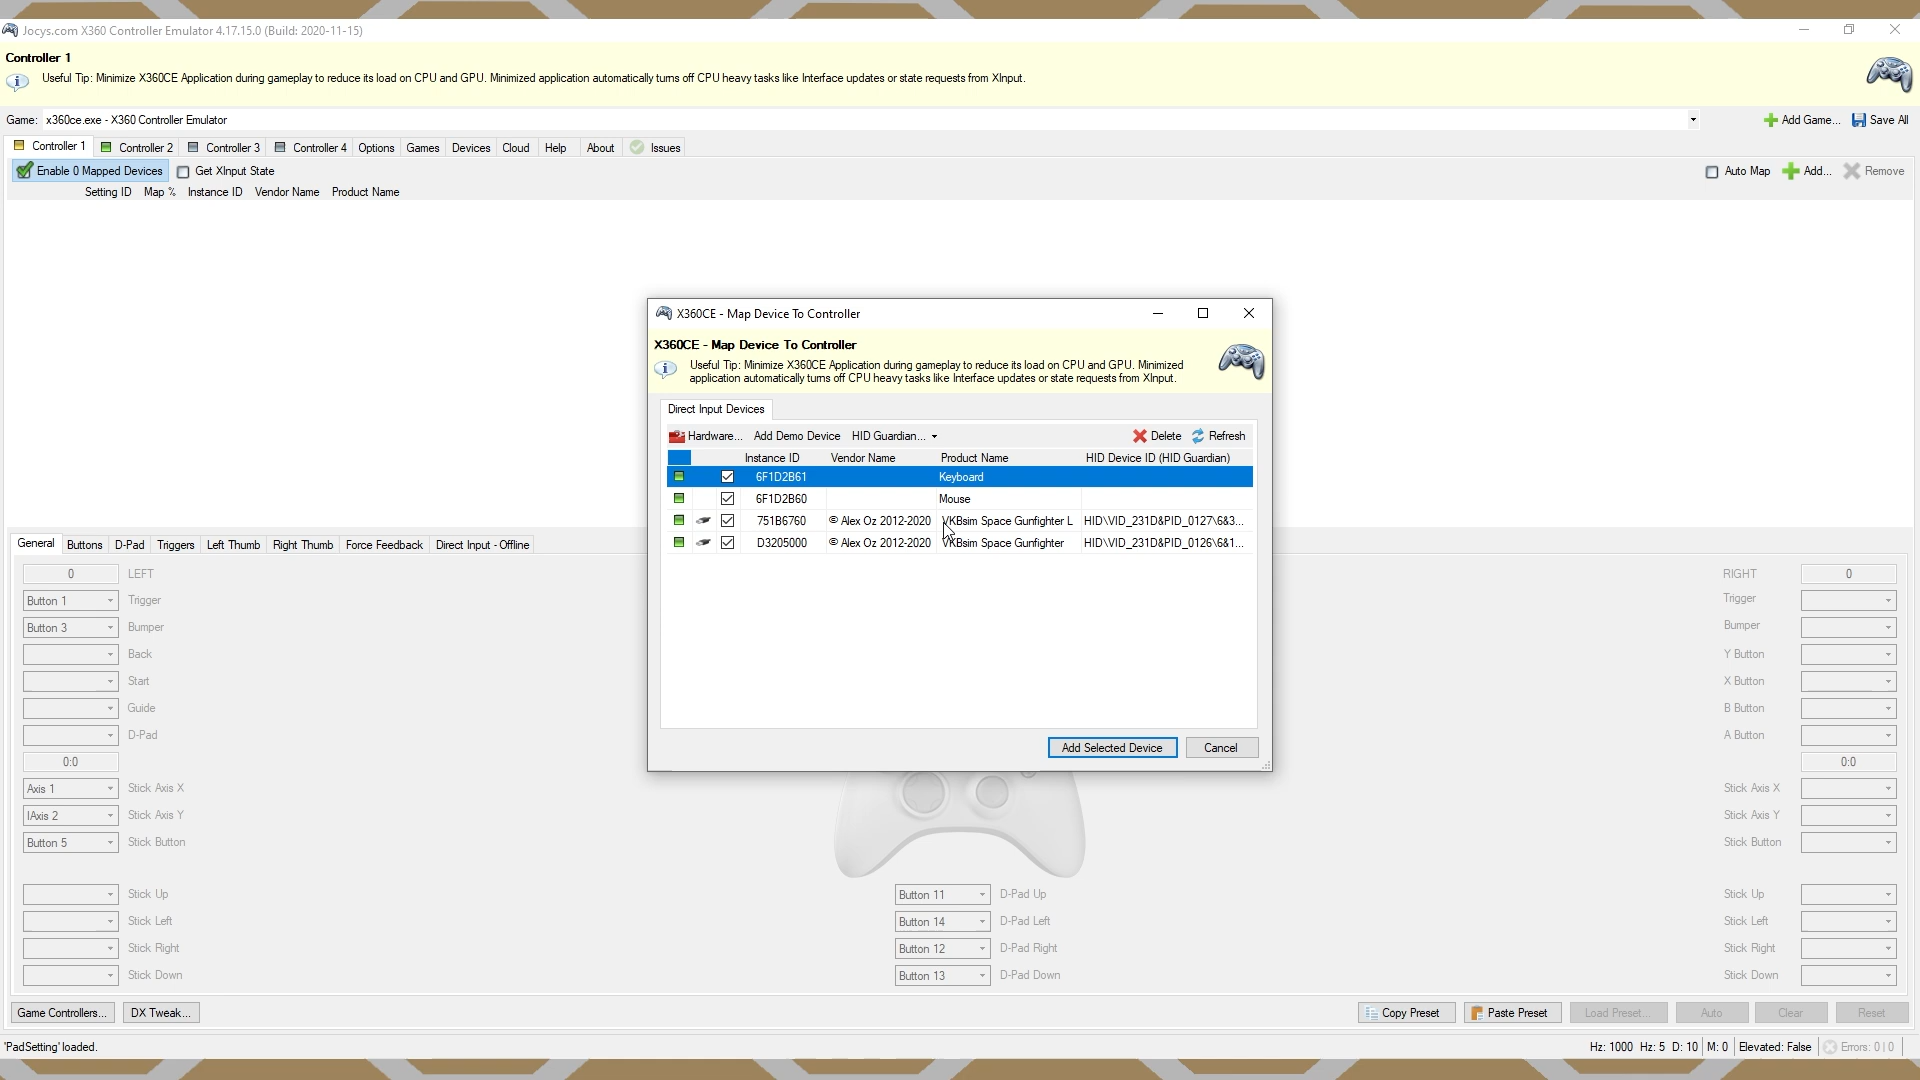 Jocys.com X360 Controller Emulator 4.17.15.0 (Build: 2020-11-15)
Controller 1
Useful Tip: Minimize X360CE Application during gameplay to reduce its load on CPU and GPU. Minimized application automatically turns off CPU heavy tasks like Interface updates or state requests from XInput.
Game: x360ce.exe - X360 Controller Emulator
Add Game... Save All
Controller 1 Controller 2 Controller 3 Controller 4 Options Games Devices Cloud Help About Issues
Enable 0 Mapped Devices Get XInput State Auto Map Add... Remove
Setting ID Map % Instance ID Vendor Name Product Name
X360CE - Map Device To Controller
X360CE - Map Device To Controller
Useful Tip: Minimize X360CE Application during gameplay to reduce its load on CPU and GPU. Minimized
application automatically turns off CPU heavy tasks like Interface updates or state requests from XInput.
Direct Input Devices
Hardware... Add Demo Device HID Guardian... Delete Refresh
Instance ID Vendor Name Product Name HID Device ID (HID Guardian)
6F1D2B61 Keyboard
6F1D2B60 Mouse
751B6760 © Alex Oz 2012-2020 VKBsim Space Gunfighter L HID\VID_231D&PID_0127\6&3...
D3205000 © Alex Oz 2012-2020 VKBsim Space Gunfighter HID\VID_231D&PID_0126\6&1...
Add Selected Device Cancel
General Buttons D-Pad Triggers Left Thumb Right Thumb Force Feedback Direct Input - Offline
0 LEFT RIGHT 0
Button 1 Trigger Trigger
Button 3 Bumper Bumper
Back Y Button
Start X Button
Guide B Button
D-Pad A Button
0:0 0:0
Axis 1 Stick Axis X Stick Axis X
IAxis 2 Stick Axis Y Stick Axis Y
Button 5 Stick Button Stick Button
Stick Up Button 11 D-Pad Up Stick Up
Stick Left Button 14 D-Pad Left Stick Left
Stick Right Button 12 D-Pad Right Stick Right
Stick Down Button 13 D-Pad Down Stick Down
Game Controllers... DX Tweak... Copy Preset Paste Preset Load Preset... Auto Clear Reset
'PadSetting' loaded. Hz: 1000 Hz: 5 D: 10 M: 0 Elevated: False Errors: 0 | 0